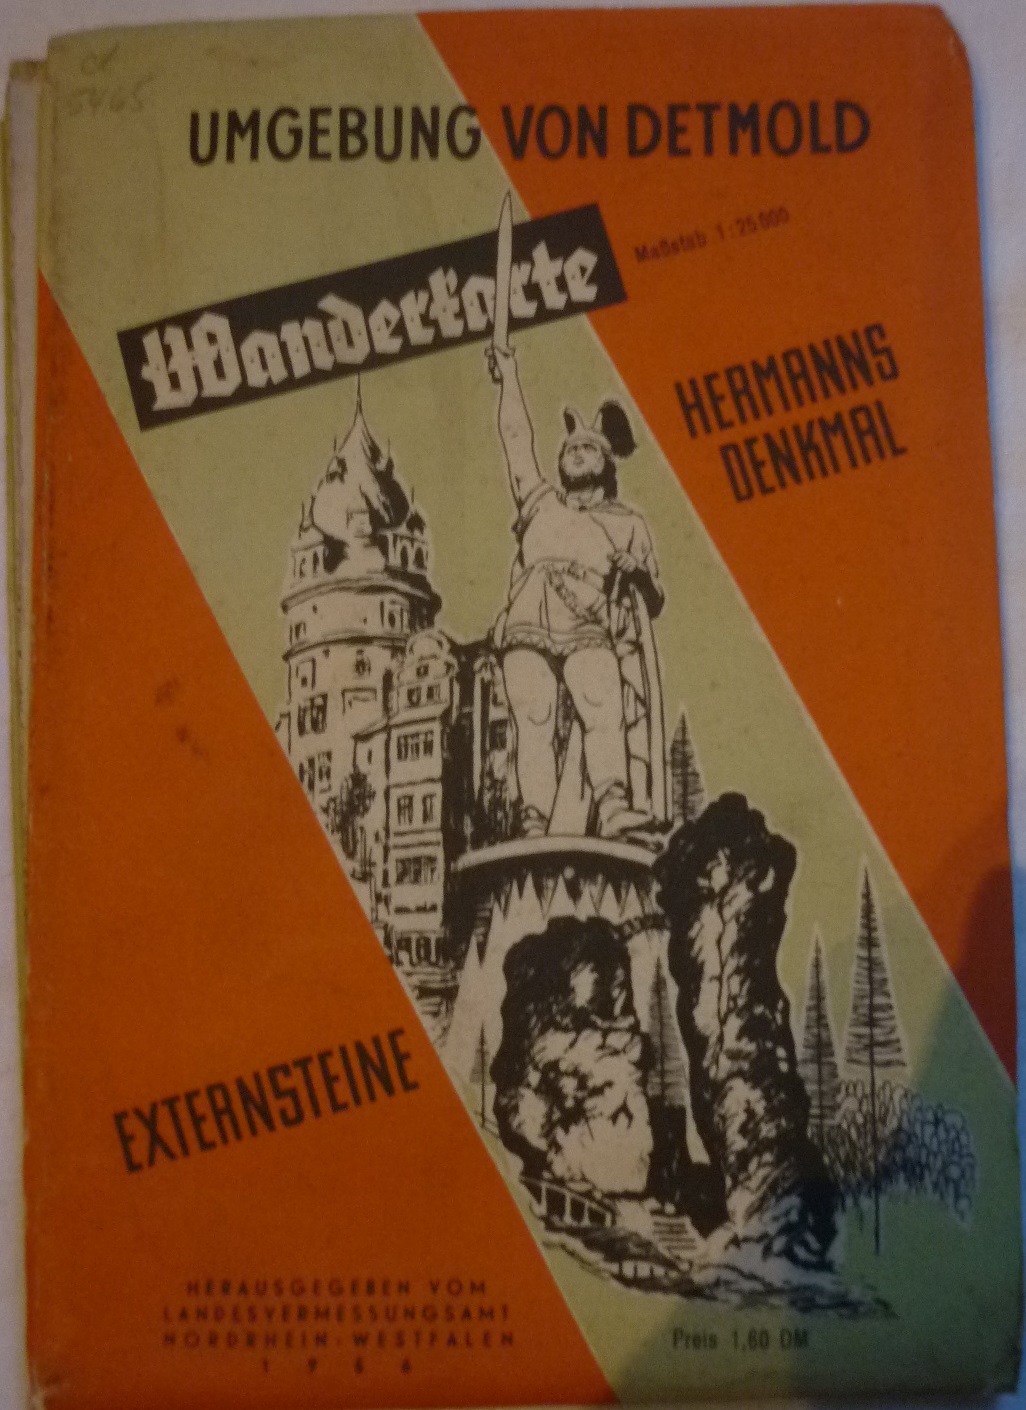 5465
UMGEBUNG VON DETMOLD
Maßstab 1:25000
Wanderkarte
HERMANNS
DENKMAL
EXTERNSTEINE
HERAUSGEGEBEN VOM
LANDESVERMESSUNGSAMT
NORDRHEIN-WESTFALEN
Preis 1,60 DM